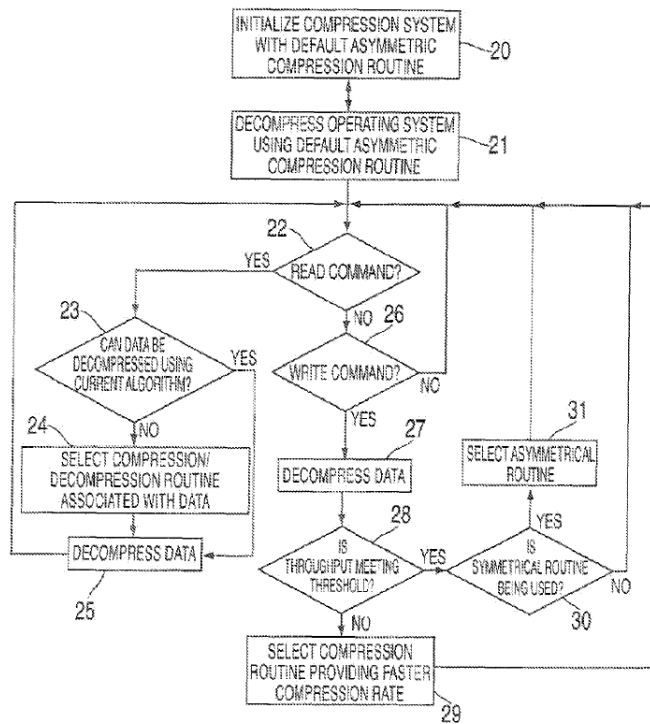 INITIALIZE COMPRESSION SYSTEM
WITH DEFAULT ASYMMETRIC
COMPRESSION ROUTINE
20
DECOMPRESS OPERATING SYSTEM
USING DEFAULT ASYMMETRIC
COMPRESSION ROUTINE
21
22
YES
READ COMMAND?
NO
23
CAN DATA BE
DECOMPRESSED USING
CURRENT ALGORITHM?
YES
NO
26
WRITE COMMAND?
NO
YES
24
SELECT COMPRESSION/
DECOMPRESSION ROUTINE
ASSOCIATED WITH DATA
DECOMPRESS DATA
25
27
DECOMPRESS DATA
28
IS
THROUGHPUT MEETING
THRESHOLD?
YES
NO
31
SELECT ASYMMETRICAL
ROUTINE
YES
IS
SYMMETRICAL ROUTINE
BEING USED?
NO
30
SELECT COMPRESSION
ROUTINE PROVIDING FASTER
COMPRESSION RATE
29